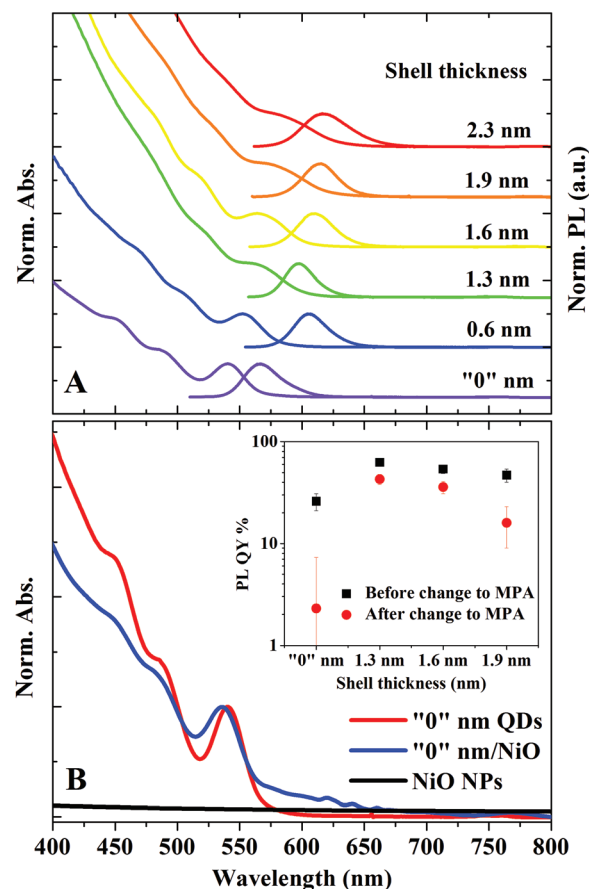 Shell thickness
2.3 nm
1.9 nm
1.6 nm
1.3 nm
0.6 nm
"0" nm
A
Norm. Abs.
Norm. PL (a.u.)
100
10
1
PL QY %
Before change to MPA
After change to MPA
"0" nm 1.3 nm 1.6 nm 1.9 nm
Shell thickness (nm)
"0" nm QDs
"0" nm/NiO
NiO NPs
B
Norm. Abs.
400 450 500 550 600 650 700 750 800
Wavelength (nm)